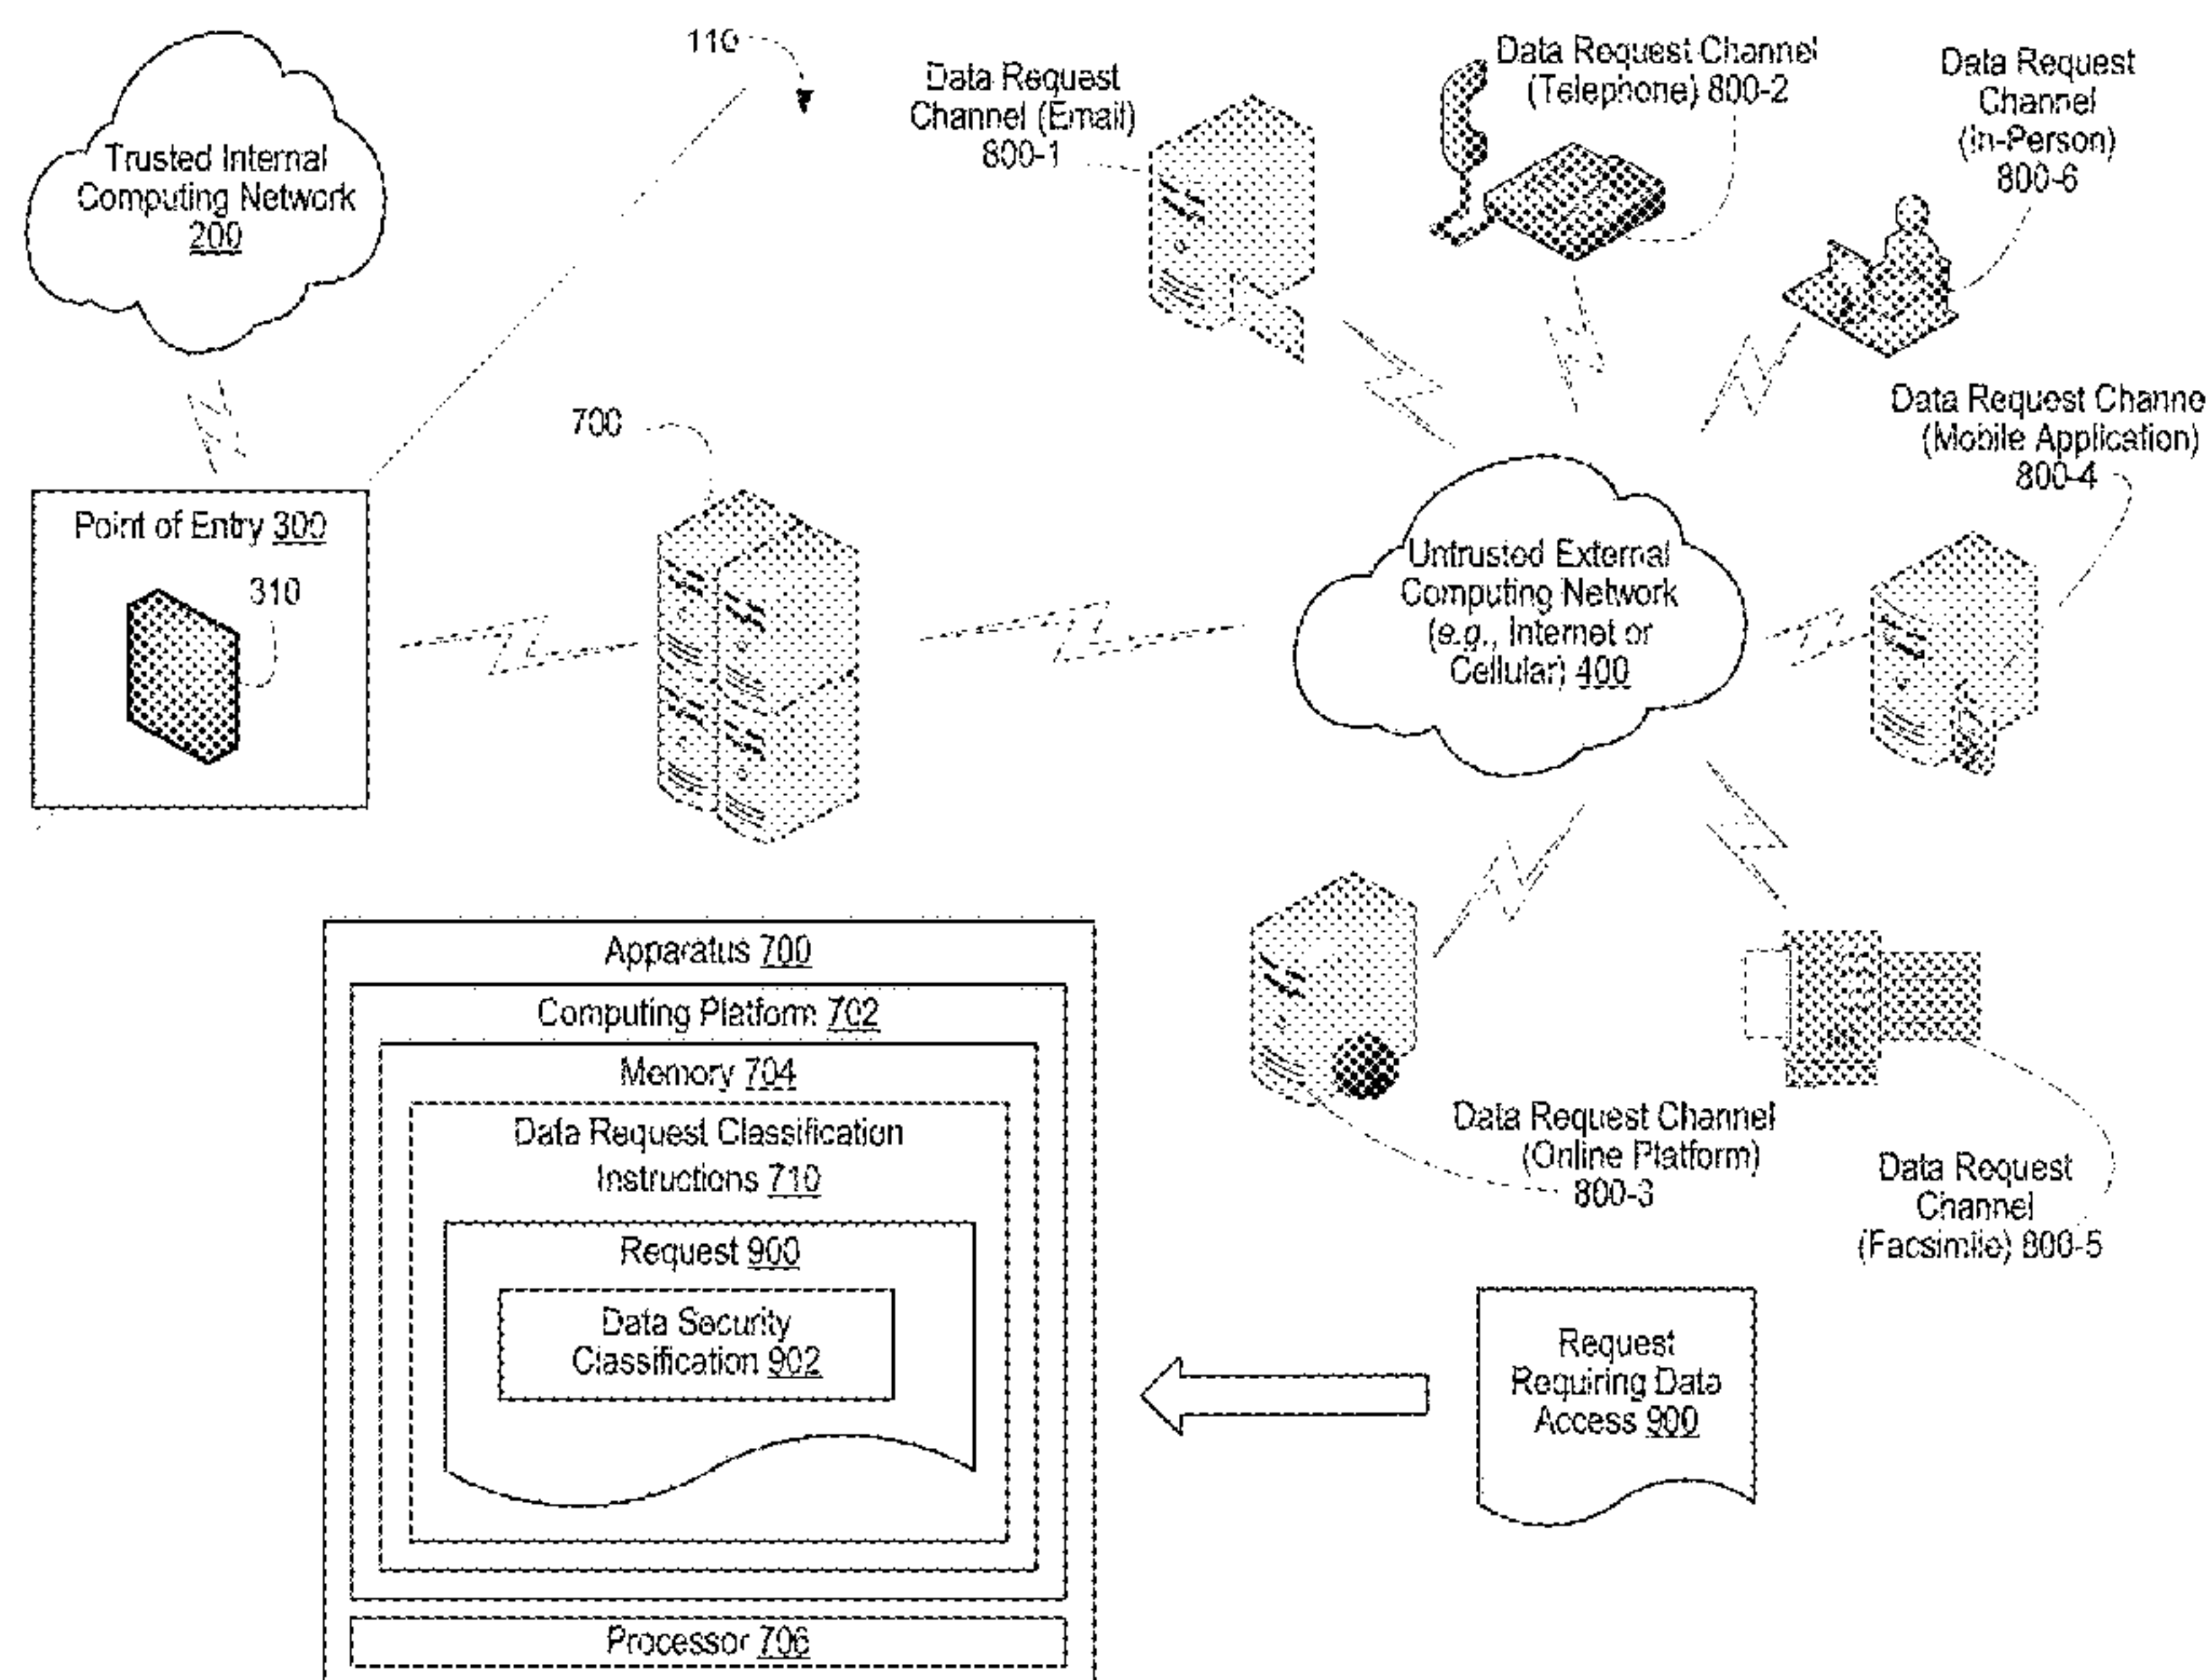 110
Trusted Internal
Computing Network
200
Data Request
Channel (Email)
800-1
Data Request Channel
(Telephone) 800-2
Data Request
Channel
(In-Person)
800-6
Data Request Channe
(Mobile Application)
800-4
700
Point of Entry 300
310
Untrusted External
Computing Network
(e.g., Internet or
Cellular) 400
Apparatus 700
Computing Platform 702
Memory 704
Data Request Classification
Instructions 710
Request 900
Data Security
Classification 902
Processor 706
Data Request Channel
(Online Platform)
800-3
Data Request
Channel
(Facsimile) 800-5
Request
Requiring Data
Access 900